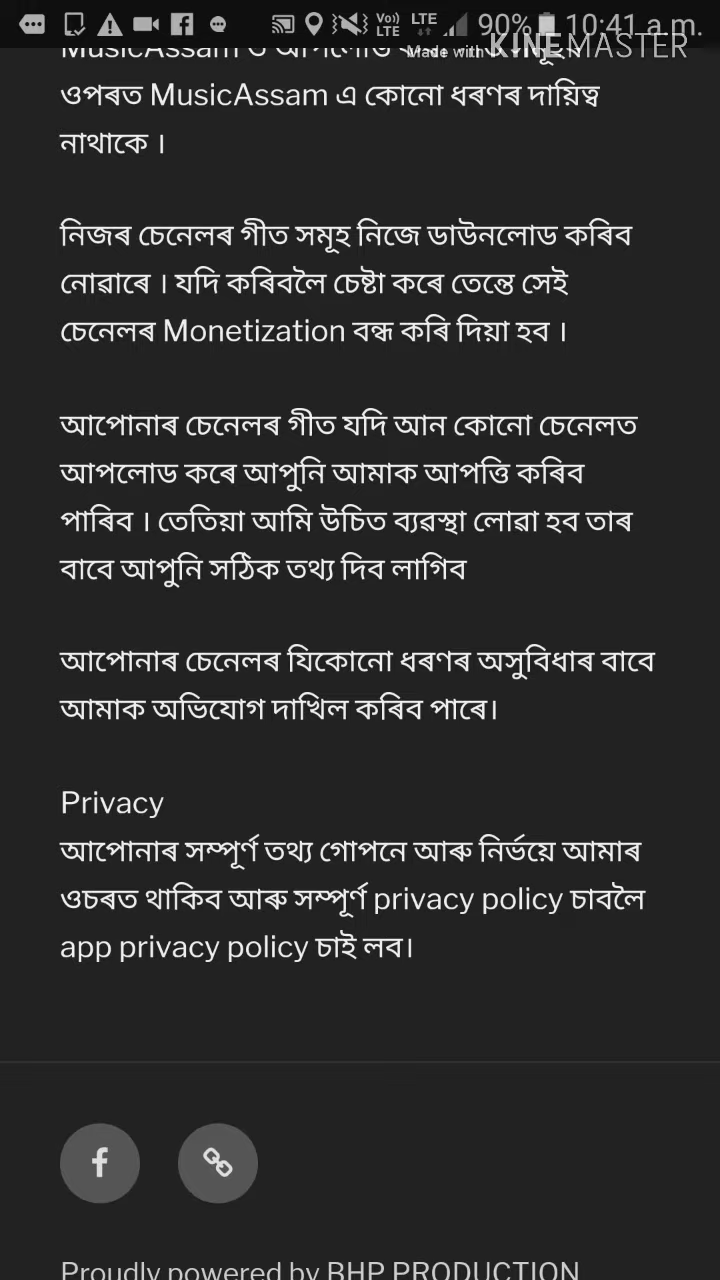 90% 10:41 a.m.
Made with KINEMASTER
MusicAssam ত আপলোড
ওপৰত MusicAssam এ কোনো ধৰণৰ দায়িত্ব
নাথাকে ।
নিজৰ চেনেলৰ গীত সমূহ নিজে ডাউনলোড কৰিব
নোৱাৰে । যদি কৰিবলৈ চেষ্টা কৰে তেন্তে সেই
চেনেলৰ Monetization বন্ধ কৰি দিয়া হব ।
আপোনাৰ চেনেলৰ গীত যদি আন কোনো চেনেলত
আপলোড কৰে আপুনি আমাক আপত্তি কৰিব
পাৰিব । তেতিয়া আমি উচিত ব্যৱস্থা লোৱা হব তাৰ
বাবে আপুনি সঠিক তথ্য দিব লাগিব
আপোনাৰ চেনেলৰ যিকোনো ধৰণৰ অসুবিধাৰ বাবে
আমাক অভিযোগ দাখিল কৰিব পাৰে।
Privacy
আপোনাৰ সম্পূৰ্ণ তথ্য গোপনে আৰু নিৰ্ভয়ে আমাৰ
ওচৰত থাকিব আৰু সম্পূৰ্ণ privacy policy চাবলৈ
app privacy policy চাই লব।
Proudly powered by BHP PRODUCTION